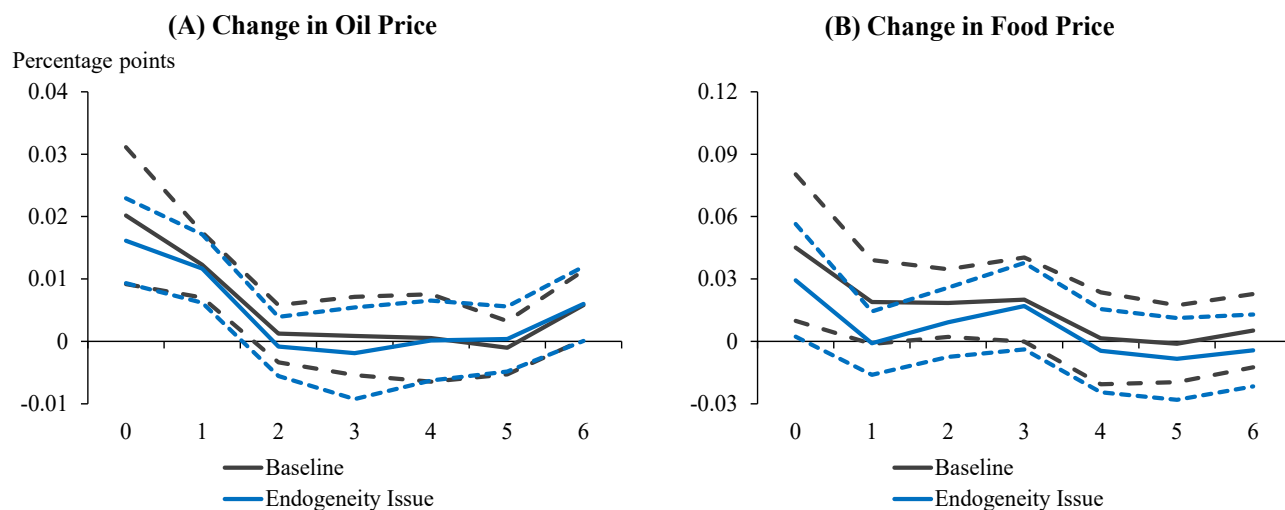 (A) Change in Oil Price
Percentage points
0.04
0.03
0.02
0.01
0
-0.01
0 1 2 3 4 5 6
Baseline
Endogeneity Issue
(B) Change in Food Price
0.12
0.09
0.06
0.03
0
-0.03
0 1 2 3 4 5 6
Baseline
Endogeneity Issue